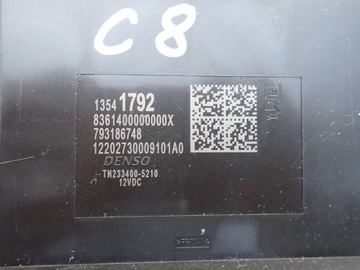 C 8
1354 1792
8361400000000X
793186748
12202730009101A0
DENSO
TN233400-5210
12VDC